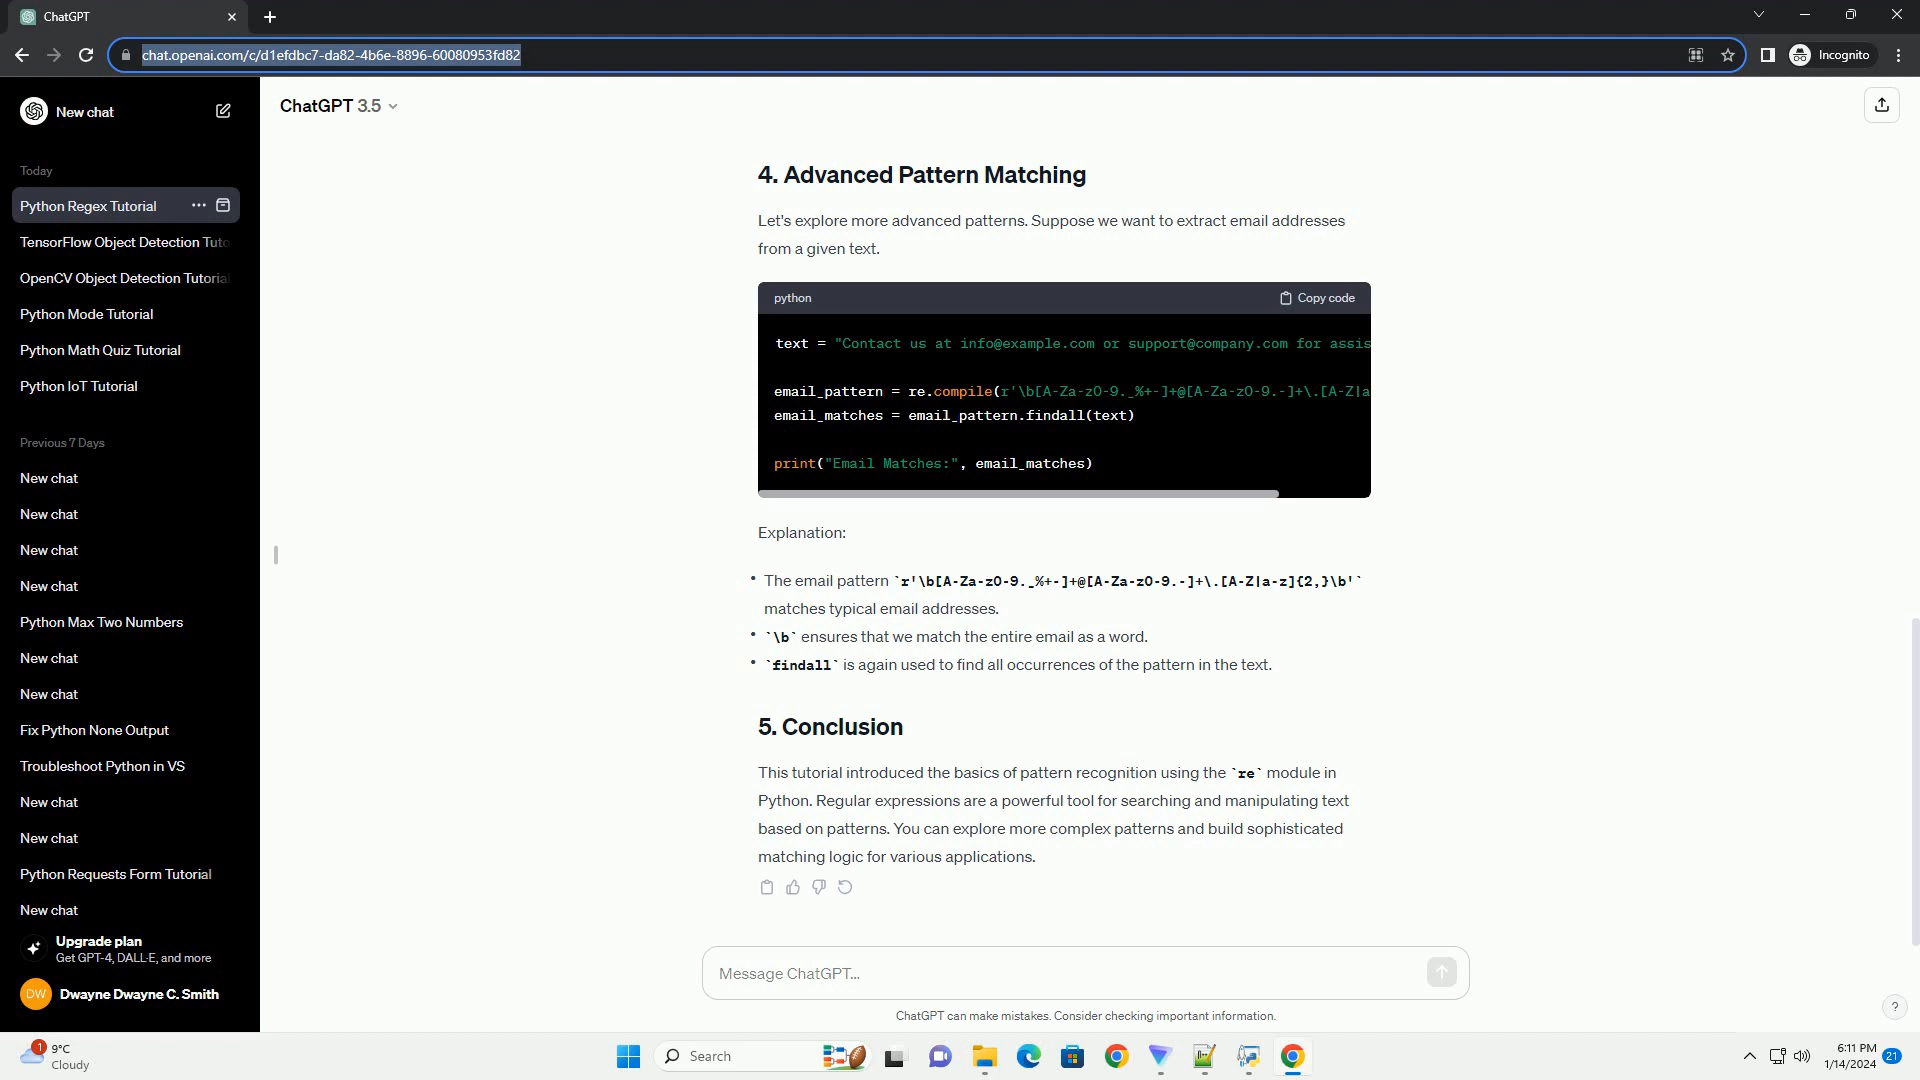 ChatGPT
chat.openai.com/c/d1efdbc7-da82-4b6e-8896-60080953fd82
Incognito
New chat
Today
Python Regex Tutorial
TensorFlow Object Detection Tuto
OpenCV Object Detection Tutorial
Python Mode Tutorial
Python Math Quiz Tutorial
Python IoT Tutorial
Previous 7 Days
New chat
New chat
New chat
New chat
Python Max Two Numbers
New chat
New chat
Fix Python None Output
Troubleshoot Python in VS
New chat
New chat
Python Requests Form Tutorial
New chat
Upgrade plan
Get GPT-4, DALL·E, and more
DW
Dwayne Dwayne C. Smith
ChatGPT 3.5
4. Advanced Pattern Matching
Let's explore more advanced patterns. Suppose we want to extract email addresses
from a given text.
python
Copy code
text = "Contact us at info@example.com or support@company.com for assis
email_pattern = re.compile(r'\b[A-Za-z0-9._%+-]+@[A-Za-z0-9.-]+\.[A-Z|a
email_matches = email_pattern.findall(text)
print("Email Matches:", email_matches)
Explanation:
• The email pattern `r'\b[A-Za-z0-9._%+-]+@[A-Za-z0-9.-]+\.[A-Z|a-z]{2,}\b'`
matches typical email addresses.
• `\b` ensures that we match the entire email as a word.
• `findall` is again used to find all occurrences of the pattern in the text.
5. Conclusion
This tutorial introduced the basics of pattern recognition using the `re` module in
Python. Regular expressions are a powerful tool for searching and manipulating text
based on patterns. You can explore more complex patterns and build sophisticated
matching logic for various applications.
Message ChatGPT...
ChatGPT can make mistakes. Consider checking important information.
?
1
9°C
Cloudy
Search
6:11 PM
1/14/2024
21